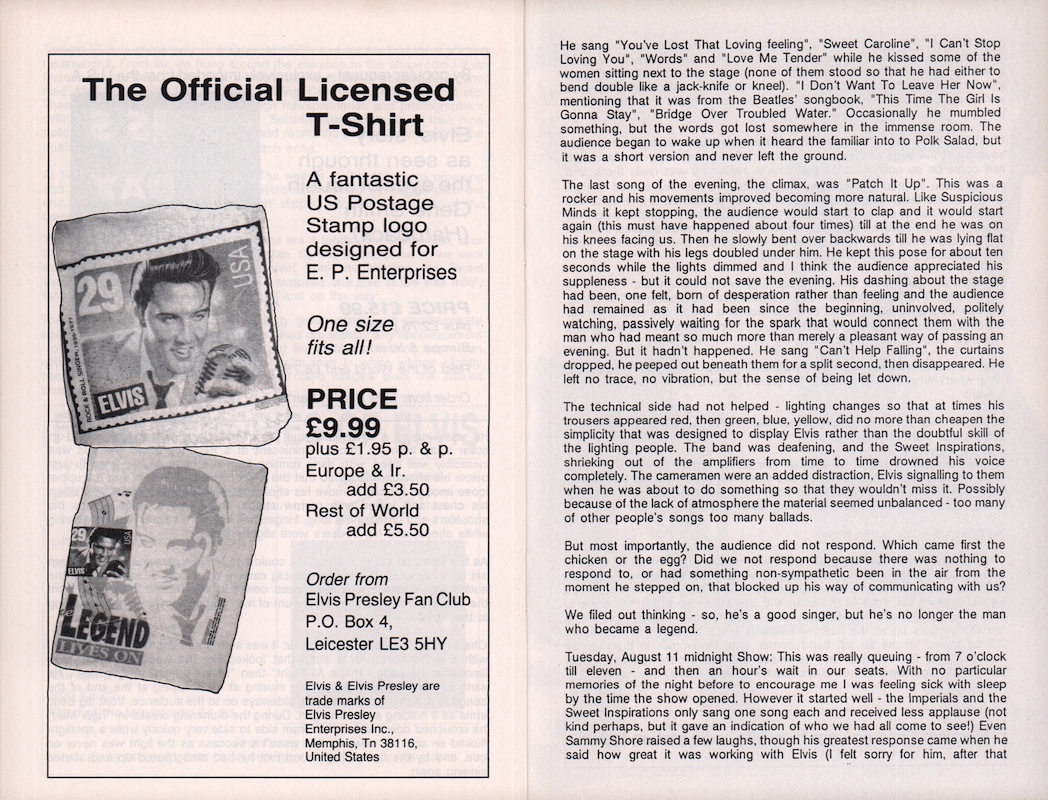 The Official Licensed
T-Shirt
A fantastic
US Postage
Stamp logo
designed for
E. P. Enterprises
One size
fits all!
PRICE
£9.99
plus £1.95 p. & p.
Europe & Ir.
add £3.50
Rest of World
add £5.50
Order from
Elvis Presley Fan Club
P.O. Box 4,
Leicester LE3 5HY
Elvis & Elvis Presley are
trade marks of
Elvis Presley
Enterprises Inc.,
Memphis, Tn 38116,
United States
29
USA
ROCK & ROLL SINGER, 1935-1977
ELVIS
29
ELVIS
LEGEND
LIVES ON
He sang "You've Lost That Loving feeling", "Sweet Caroline", "I Can't Stop
Loving You", "Words" and "Love Me Tender" while he kissed some of the
women sitting next to the stage (none of them stood so that he had either to
bend double like a jack-knife or kneel). "I Don't Want To Leave Her Now",
mentioning that it was from the Beatles' songbook, "This Time The Girl Is
Gonna Stay", "Bridge Over Troubled Water." Occasionally he mumbled
something, but the words got lost somewhere in the immense room. The
audience began to wake up when it heard the familiar into to Polk Salad, but
it was a short version and never left the ground.
The last song of the evening, the climax, was "Patch It Up". This was a
rocker and his movements improved becoming more natural. Like Suspicious
Minds it kept stopping, the audience would start to clap and it would start
again (this must have happened about four times) till at the end he was on
his knees facing us. Then he slowly bent over backwards till he was lying flat
on the stage with his legs doubled under him. He kept this pose for about ten
seconds while the lights dimmed and I think the audience appreciated his
suppleness - but it could not save the evening. His dashing about the stage
had been, one felt, born of desperation rather than feeling and the audience
had remained as it had been since the beginning, uninvolved, politely
watching, passively waiting for the spark that would connect them with the
man who had meant so much more than merely a pleasant way of passing an
evening. But it hadn't happened. He sang "Can't Help Falling", the curtains
dropped, he peeped out beneath them for a split second, then disappeared. He
left no trace, no vibration, but the sense of being let down.
The technical side had not helped - lighting changes so that at times his
trousers appeared red, then green, blue, yellow, did no more than cheapen the
simplicity that was designed to display Elvis rather than the doubtful skill of
the lighting people. The band was deafening, and the Sweet Inspirations,
shrieking out of the amplifiers from time to time drowned his voice
completely. The cameramen were an added distraction, Elvis signalling to them
when he was about to do something so that they wouldn't miss it. Possibly
because of the lack of atmosphere the material seemed unbalanced - too many
of other people's songs too many ballads.
But most importantly, the audience did not respond. Which came first the
chicken or the egg? Did we not respond because there was nothing to
respond to, or had something non-sympathetic been in the air from the
moment he stepped on, that blocked up his way of communicating with us?
We filed out thinking - so, he's a good singer, but he's no longer the man
who became a legend.
Tuesday, August 11 midnight Show: This was really queuing - from 7 o'clock
till eleven - and then an hour's wait in our seats. With no particular
memories of the night before to encourage me I was feeling sick with sleep
by the time the show opened. However it started well - the Imperials and the
Sweet Inspirations only sang one song each and received less applause (not
kind perhaps, but it gave an indication of who we had all come to see!) Even
Sammy Shore raised a few laughs, though his greatest response came when he
said how great it was working with Elvis (I felt sorry for him, after that